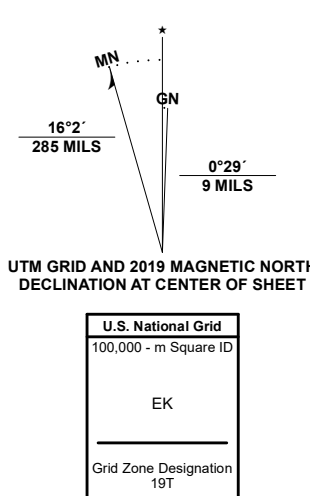 ★
MN
GN
16°2´
285 MILS
0°29´
9 MILS
UTM GRID AND 2019 MAGNETIC NORTH
DECLINATION AT CENTER OF SHEET
U.S. National Grid
100,000 - m Square ID
EK
Grid Zone Designation
19T